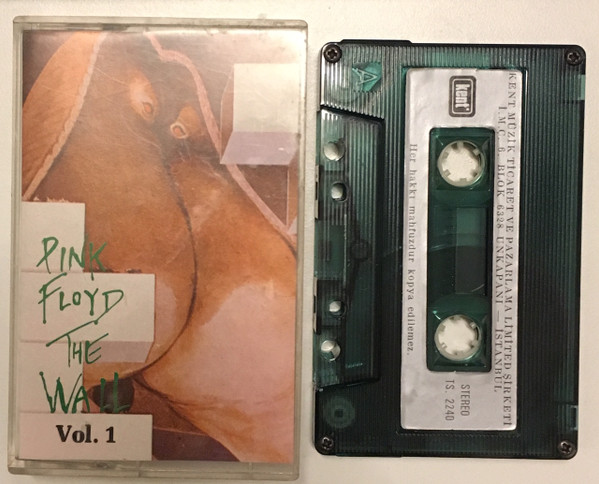 PINK
FLOYD
THE
WALL
Vol. 1
kent
KENT MÜZİK TİCARET VE PAZARLAMA LİMİTED ŞİRKETİ
İ.M.C. 6. BLOK 6328 UNKAPANI — İSTANBUL
Her hakkı mahfuzdur kopya edilemez.
STEREO
TS 2240